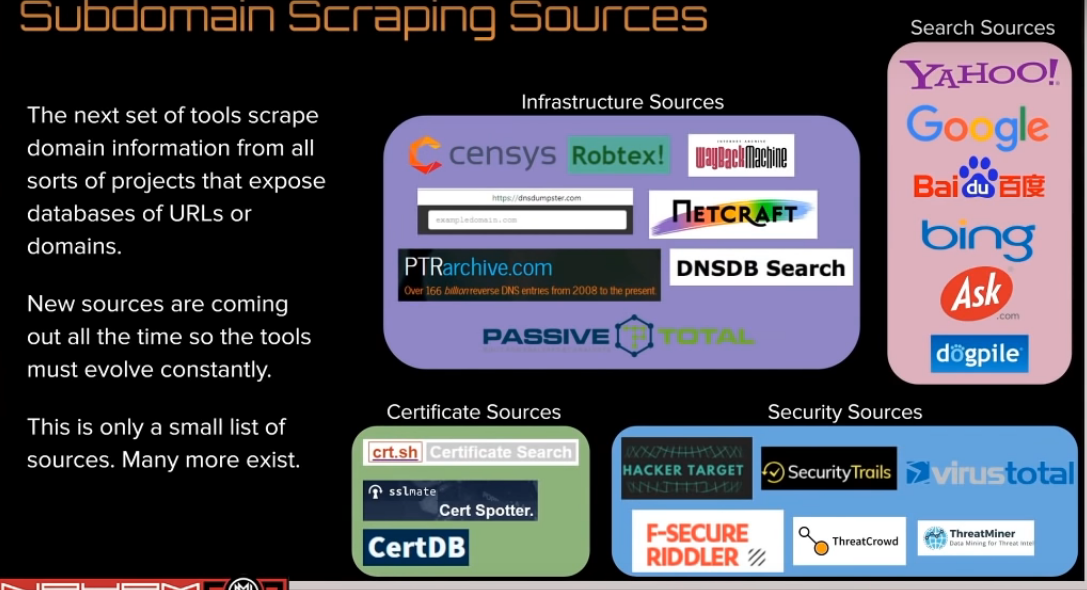 Subdomain Scraping Sources
The next set of tools scrape
domain information from all
sorts of projects that expose
databases of URLs or
domains.
New sources are coming
out all the time so the tools
must evolve constantly.
This is only a small list of
sources. Many more exist.
Infrastructure Sources
censys
Robtex!
INTERNET ARCHIVE
WayBackMachine
https://dnsdumpster.com
exampledomain.com
NETCRAFT
PTRarchive.com
Over 166 billion reverse DNS entries from 2008 to the present.
DNSDB Search
PASSIVE TOTAL
Search Sources
YAHOO!
Google
Bai du 百度
bing
Ask
.com
dogpile
Certificate Sources
crt.sh Certificate Search
sslmate
Cert Spotter.
CertDB
Security Sources
HACKER TARGET
SecurityTrails
virustotal
F-SECURE
RIDDLER
ThreatCrowd
ThreatMiner
Data Mining for Threat Intel